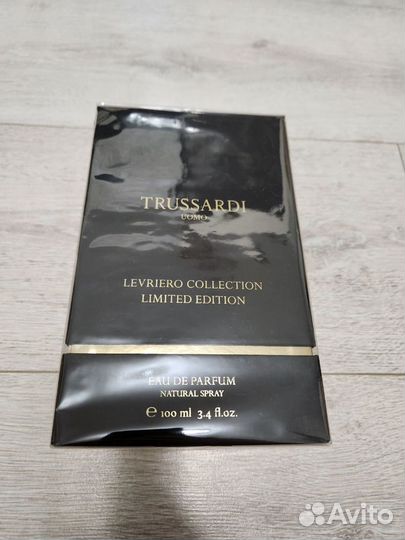 TRUSSARDI
UOMO
LEVRIERO COLLECTION
LIMITED EDITION
EAU DE PARFUM
NATURAL SPRAY
℮ 100 ml 3.4 fl.oz.
Avito